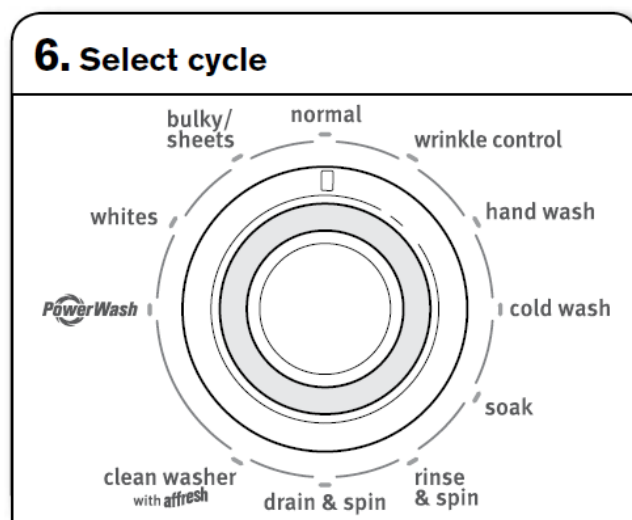 6. Select cycle
normal
bulky/
sheets
wrinkle control
whites
hand wash
PowerWash
cold wash
soak
clean washer
with affresh
drain & spin
rinse
& spin